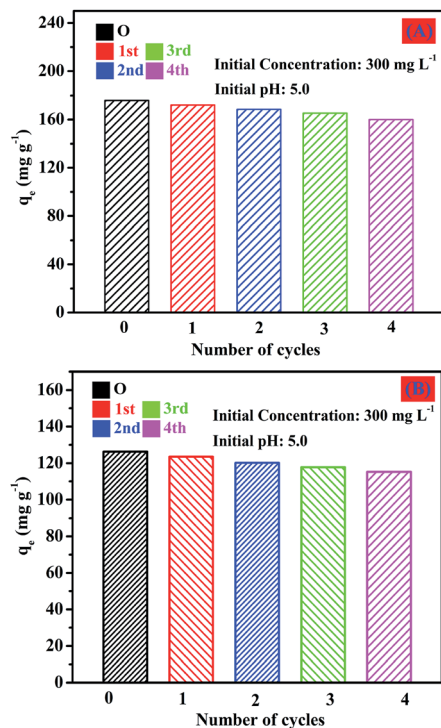 240
200
160
120
80
40
0
qe (mg g-1)
O
1st 3rd
2nd 4th
(A)
Initial Concentration: 300 mg L-1
Initial pH: 5.0
0 1 2 3 4
Number of cycles
160
140
120
100
80
60
40
20
0
qe (mg g-1)
O
1st 3rd
2nd 4th
(B)
Initial Concentration: 300 mg L-1
Initial pH: 5.0
0 1 2 3 4
Number of cycles